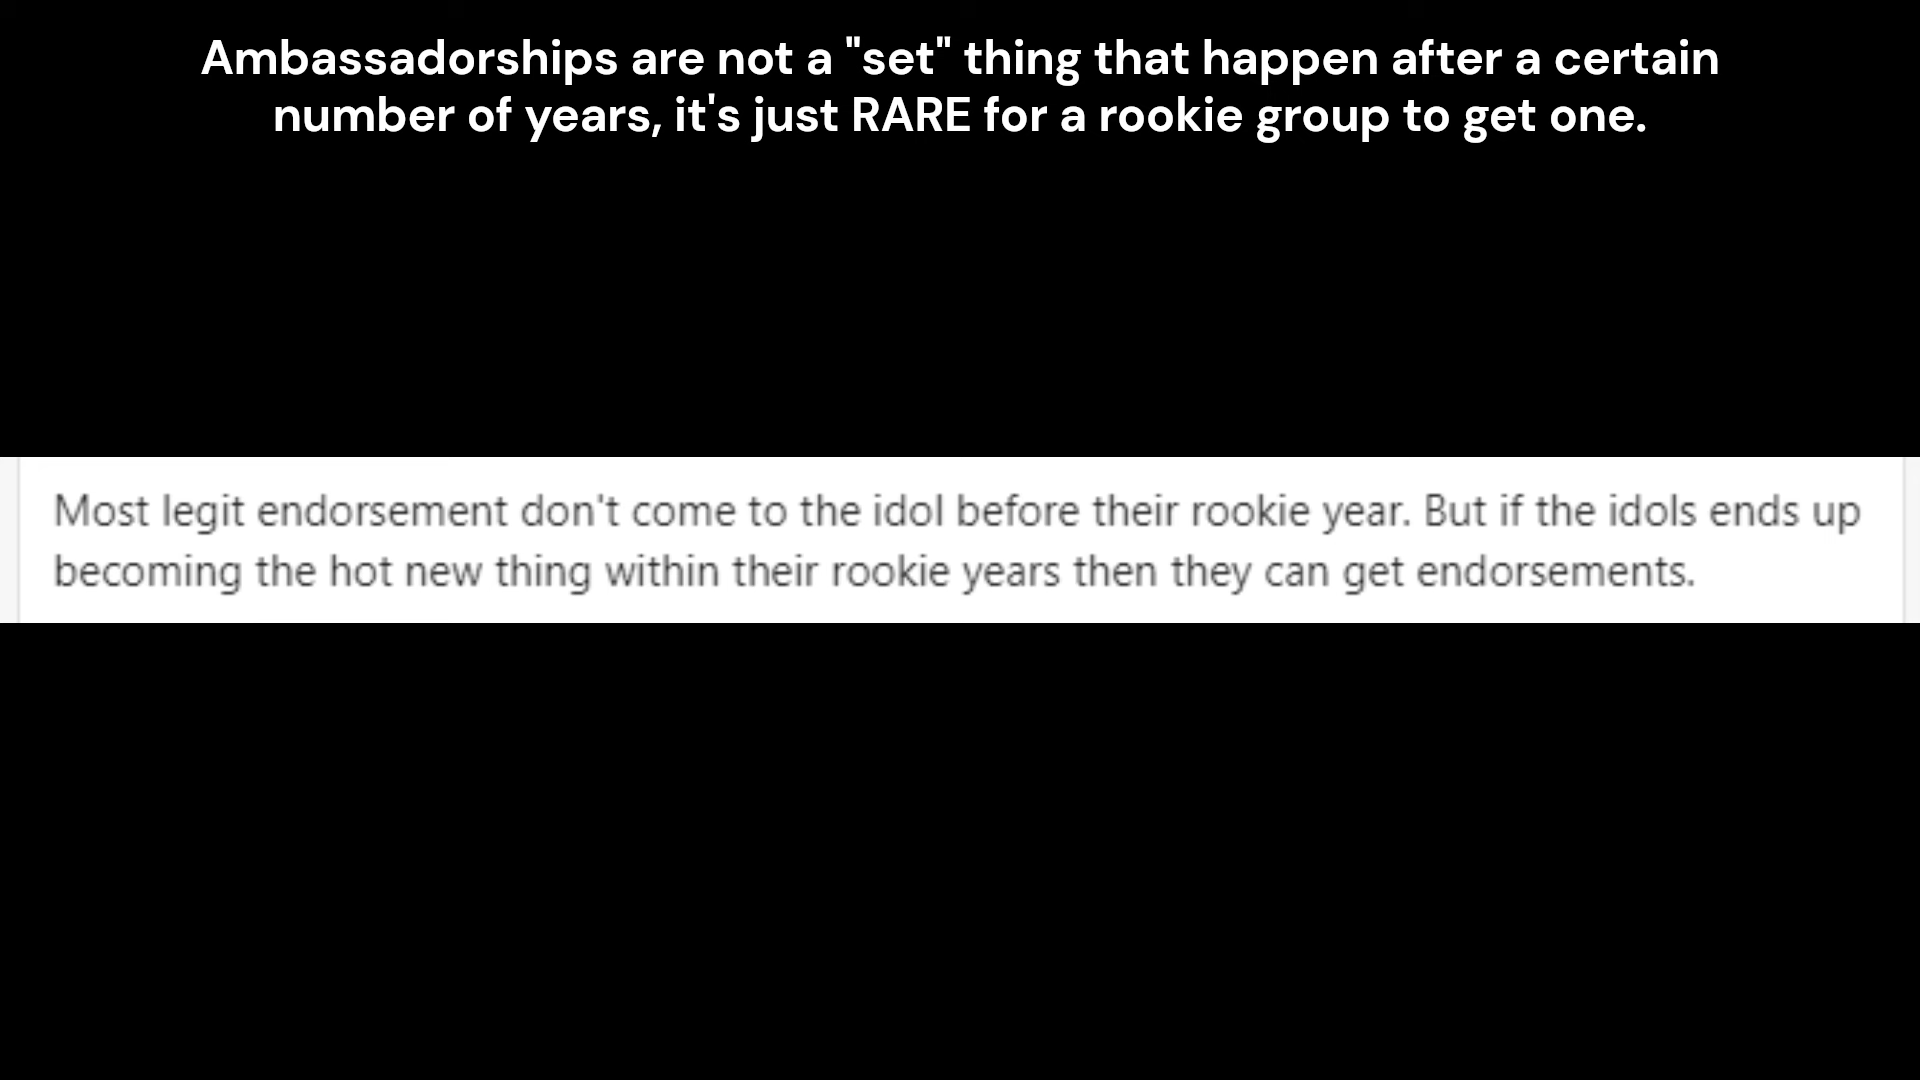 Ambassadorships are not a "set" thing that happen after a certain
number of years, it's just RARE for a rookie group to get one.
Most legit endorsement don't come to the idol before their rookie year. But if the idols ends up
becoming the hot new thing within their rookie years then they can get endorsements.